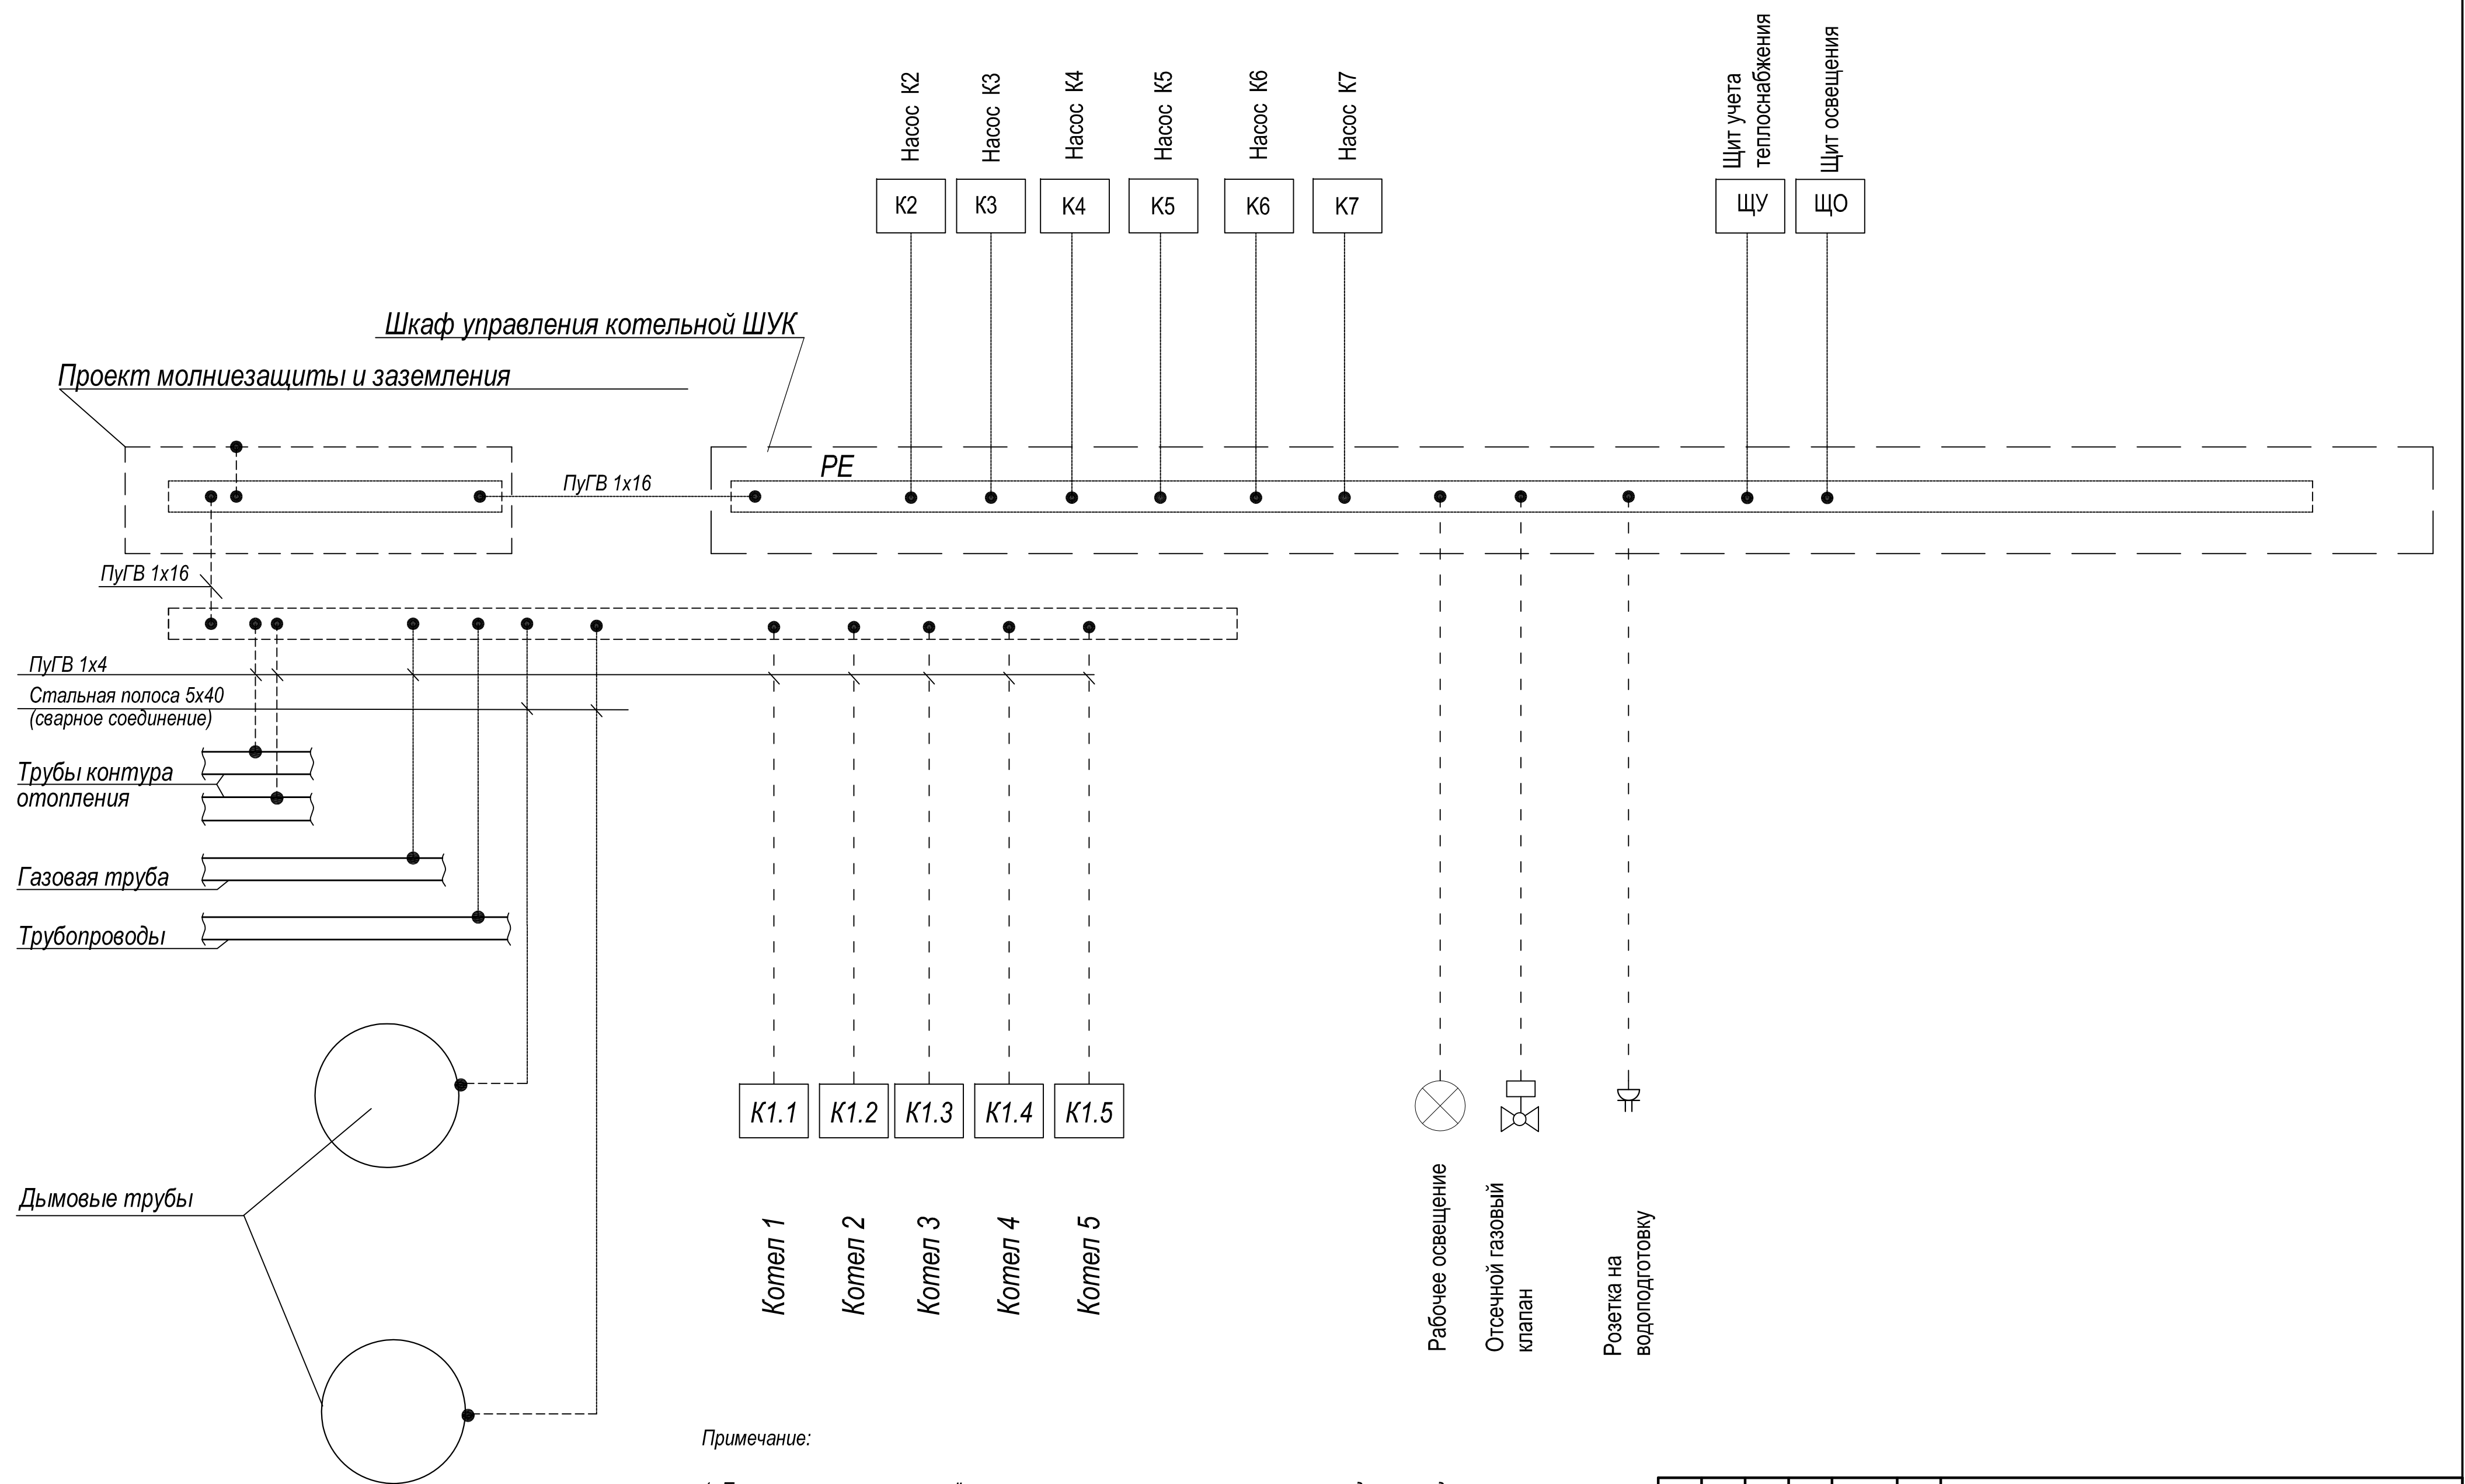 Насос К2
Насос К3
Насос К4
Насос К5
Насос К6
Насос К7
Щит учета
теплоснабжения
Щит освещения
К2
К3
К4
К5
К6
К7
ЩУ
ЩО
Шкаф управления котельной ШУК
Проект молниезащиты и заземления
PE
ПуГВ 1х16
ПуГВ 1х16
ПуГВ 1х4
Стальная полоса 5х40
(сварное соединение)
Трубы контура
отопления
Газовая труба
Трубопроводы
Дымовые трубы
К1.1
К1.2
К1.3
К1.4
К1.5
Котел 1
Котел 2
Котел 3
Котел 4
Котел 5
Рабочее освещение
Отсечной газовый
клапан
Розетка на
водоподготовку
Примечание: